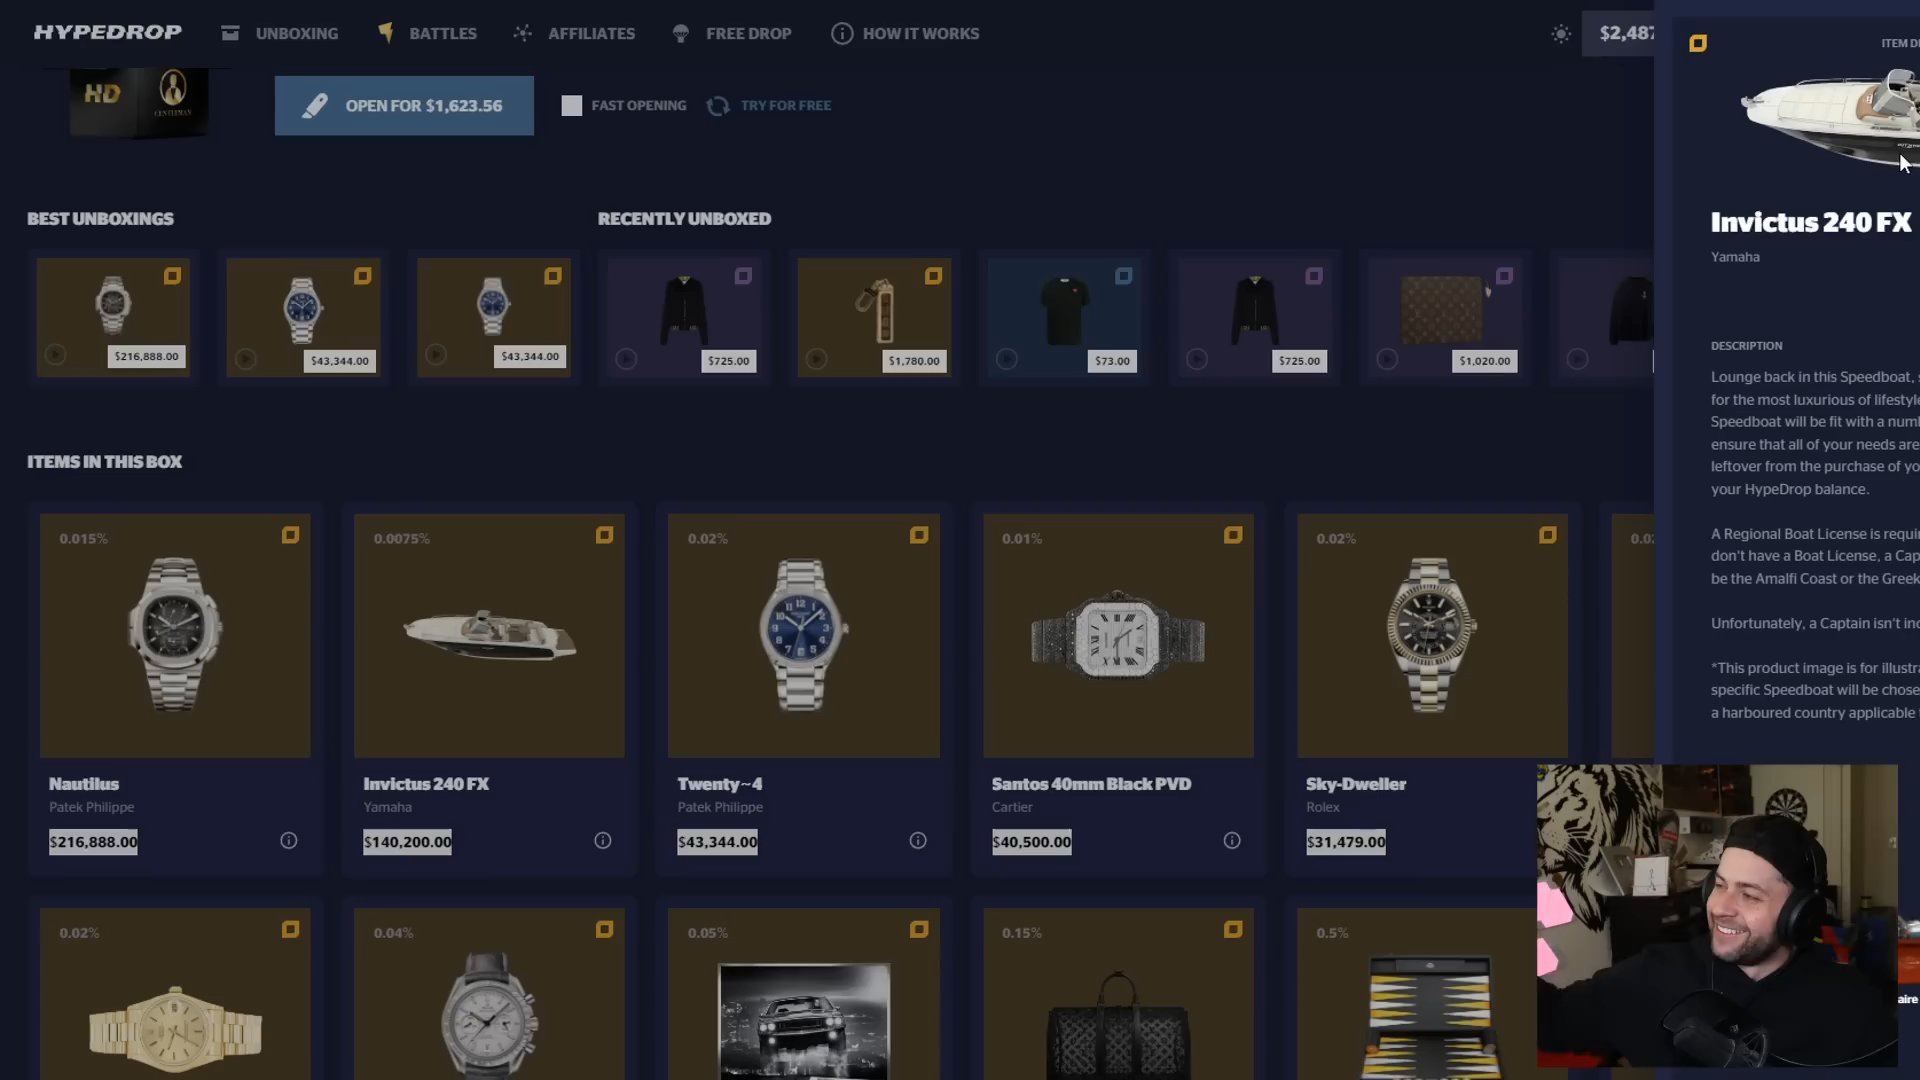 HYPEDROP
UNBOXING
BATTLES
AFFILIATES
FREE DROP
HOW IT WORKS
$2,487
ITEM
HD
GENTLEMAN
OPEN FOR $1,623.56
FAST OPENING
TRY FOR FREE
Invictus 240 FX
Yamaha
BEST UNBOXINGS
RECENTLY UNBOXED
$216,888.00
$43,344.00
$43,344.00
$725.00
$1,780.00
$73.00
$725.00
$1,020.00
DESCRIPTION
Lounge back in this Speedboat,
for the most luxurious of
Speedboat will be fit with a
ensure that all of your needs are
leftover from the purchase of
your HypeDrop balance.
A Regional Boat License is
don't have a Boat License, a
be the Amalfi Coast or the Greek
Unfortunately, a Captain isn't
*This product image is for
specific Speedboat will be
a harboured country applicable
ITEMS IN THIS BOX
0.015%
Nautilus
Patek Philippe
$216,888.00
0.0075%
Invictus 240 FX
Yamaha
$140,200.00
0.02%
Twenty~4
Patek Philippe
$43,344.00
0.01%
Santos 40mm Black PVD
Cartier
$40,500.00
0.02%
Sky-Dweller
Rolex
$31,479.00
0.02%
0.04%
0.05%
0.15%
0.5%